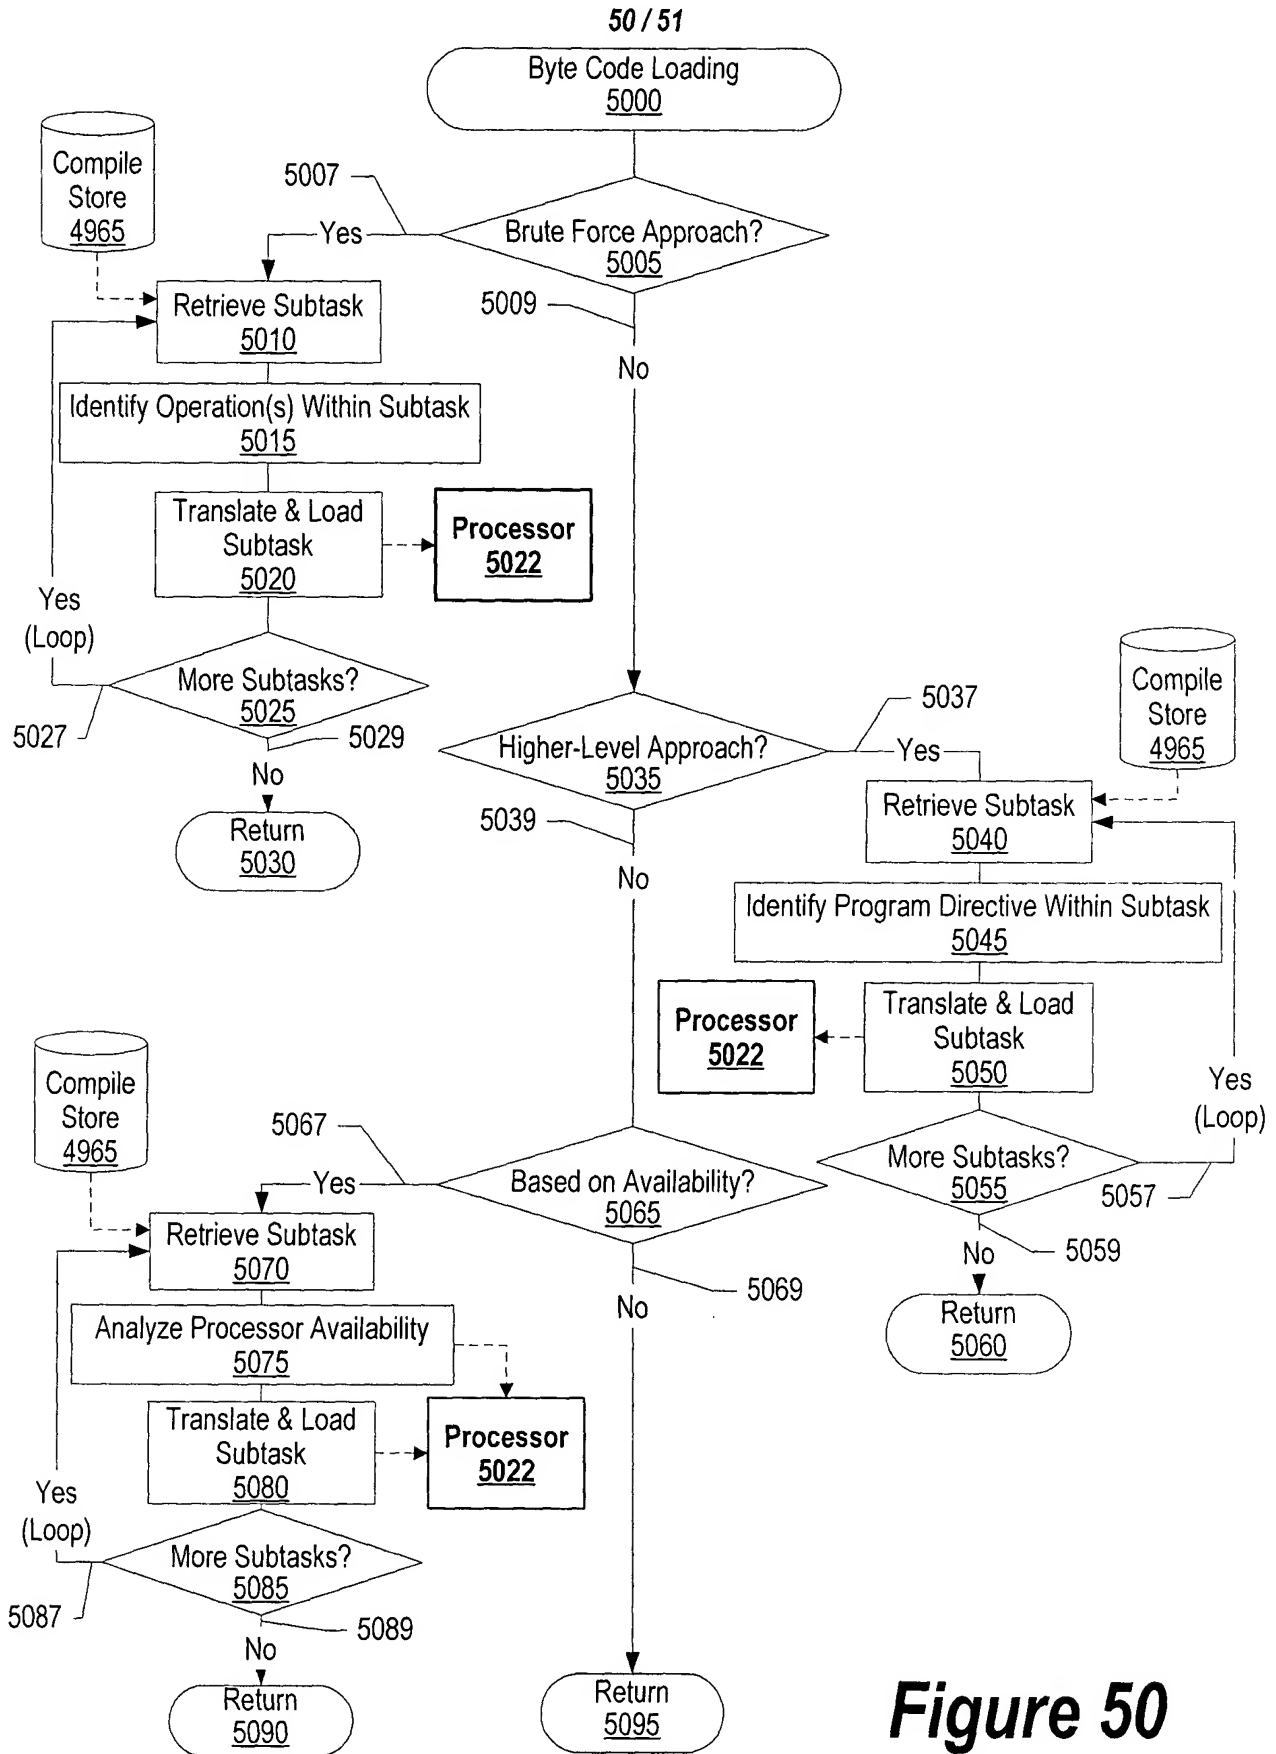 50 / 51
Byte Code Loading
5000
Compile
Store
4965
5007
Yes
Brute Force Approach?
5005
5009
No
Retrieve Subtask
5010
Identify Operation(s) Within Subtask
5015
Translate & Load
Subtask
5020
Processor
5022
Yes
(Loop)
More Subtasks?
5025
5027
5029
No
Return
5030
Higher-Level Approach?
5035
5037
Yes
5039
No
Compile
Store
4965
Retrieve Subtask
5040
Identify Program Directive Within Subtask
5045
Translate & Load
Subtask
5050
Processor
5022
Yes
(Loop)
More Subtasks?
5055
5057
5059
No
Return
5060
Compile
Store
4965
5067
Yes
Based on Availability?
5065
5069
No
Retrieve Subtask
5070
Analyze Processor Availability
5075
Translate & Load
Subtask
5080
Processor
5022
Yes
(Loop)
More Subtasks?
5085
5087
5089
No
Return
5090
Return
5095
Figure 50